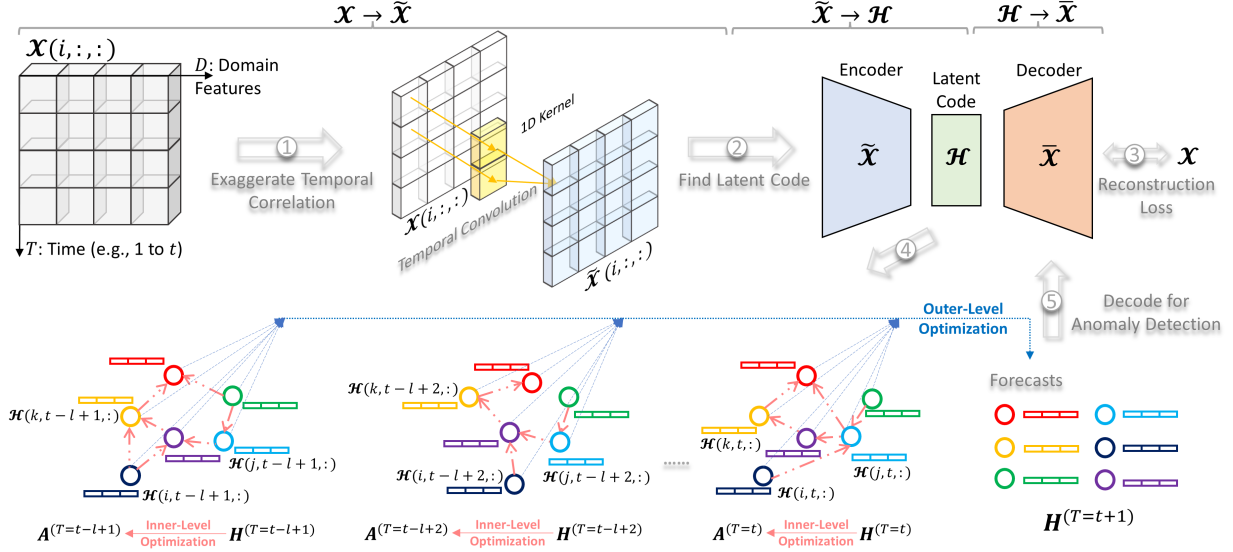 𝓧 → 𝓧̃
𝓧̃ → 𝓗
𝓗 → 𝓧̄
𝓧(i,:,:)
D: Domain
Features
T: Time (e.g., 1 to t)
1
Exaggerate Temporal
Correlation
1D Kernel
𝓧(i,:,:)
Temporal Convolution
𝓧̃(i,:,:)
2
Find Latent Code
Encoder
𝓧̃
Latent
Code
𝓗
Decoder
𝓧̄
3
𝓧
Reconstruction
Loss
4
5
Decode for
Anomaly Detection
Outer-Level
Optimization
𝓗(k,t−l+1,:)
𝓗(j,t−l+1,:)
𝓗(i,t−l+1,:)
𝓗(k,t−l+2,:)
𝓗(i,t−l+2,:)
𝓗(j,t−l+2,:)
......
𝓗(k,t,:)
𝓗(j,t,:)
𝓗(i,t,:)
Forecasts
𝑯^(T=t+1)
𝑨^(T=t−l+1) Inner-Level Optimization 𝑯^(T=t−l+1)
𝑨^(T=t−l+2) Inner-Level Optimization 𝑯^(T=t−l+2)
𝑨^(T=t) Inner-Level Optimization 𝑯^(T=t)